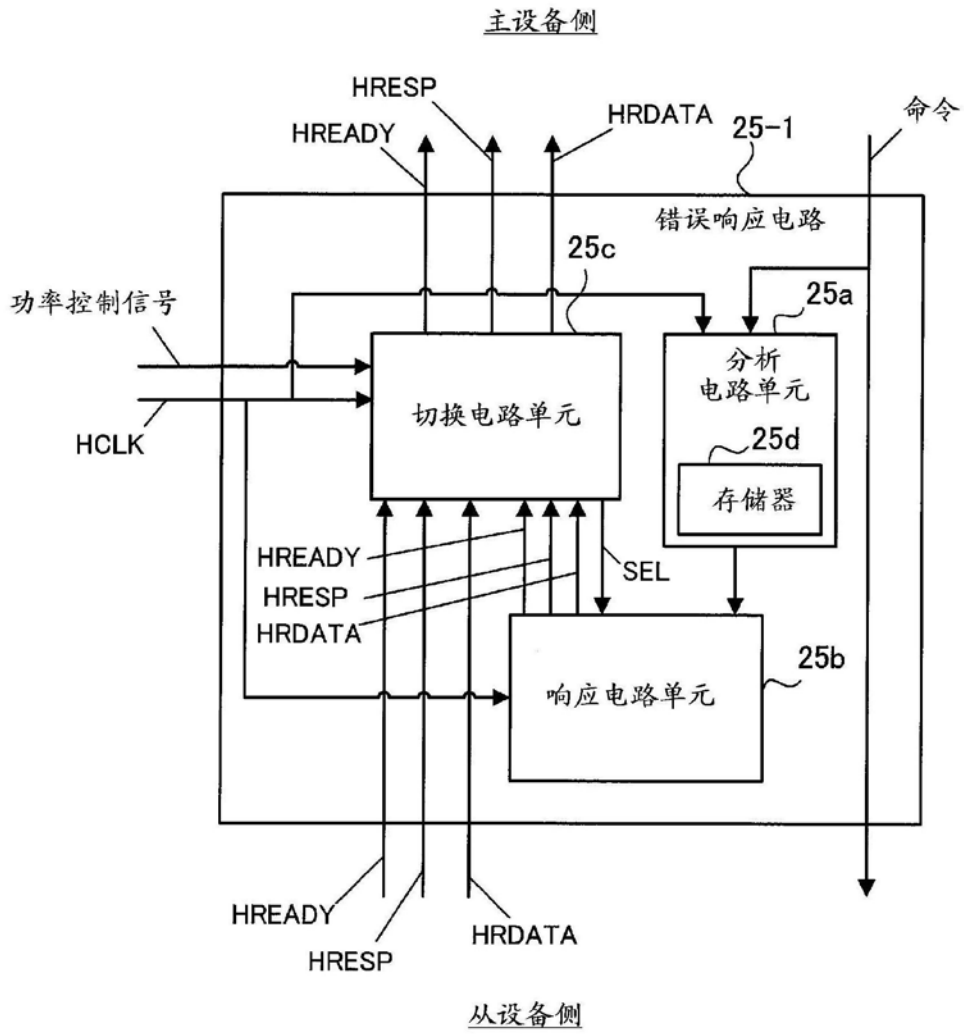 主设备侧
HRESP
HREADY
HRDATA
25-1
命令
错误响应电路
25c
功率控制信号
25a
分析
电路单元
切换电路单元
HCLK
25d
存储器
HREADY
SEL
HRESP
HRDATA
25b
响应电路单元
HREADY
HRDATA
HRESP
从设备侧